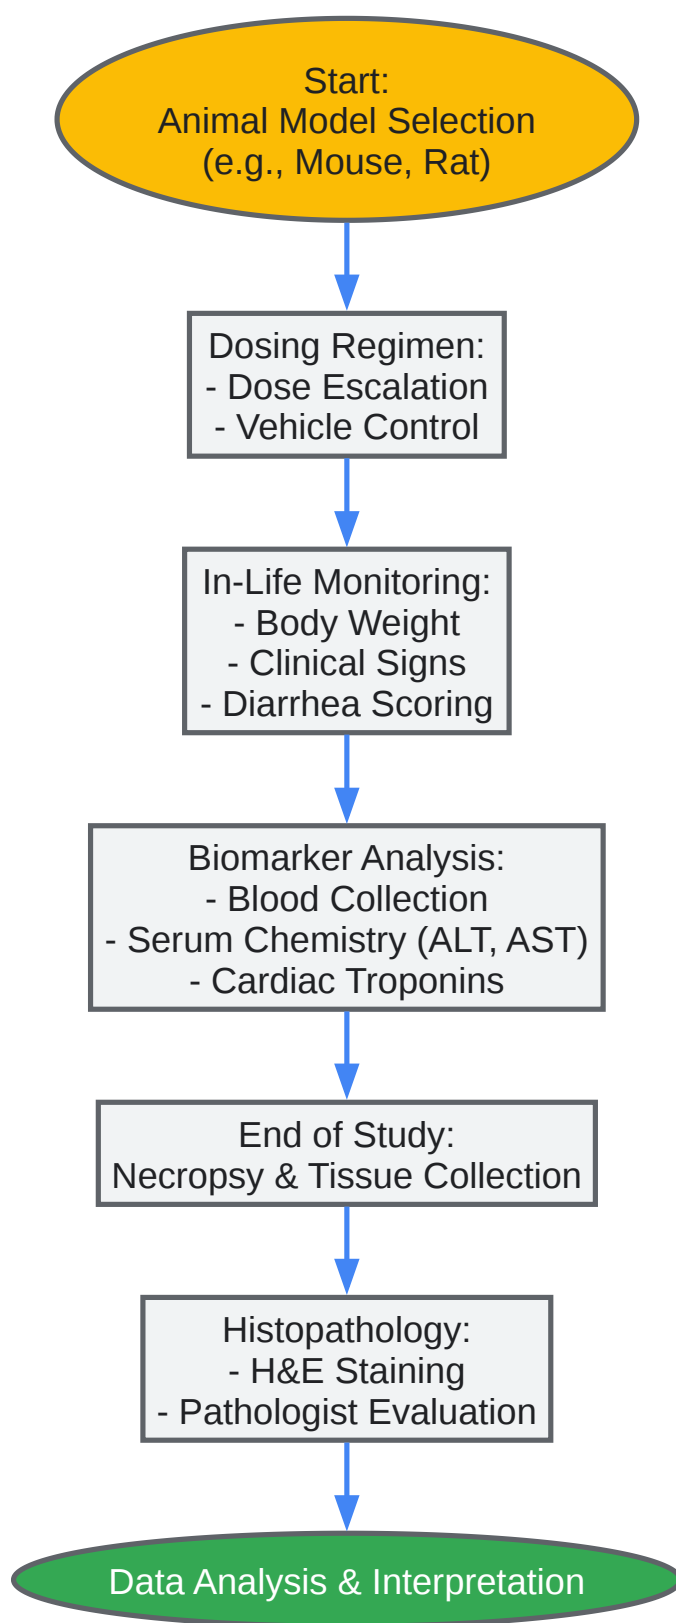 Start:
Animal Model Selection
(e.g., Mouse, Rat)
Dosing Regimen:
- Dose Escalation
- Vehicle Control
In-Life Monitoring:
- Body Weight
- Clinical Signs
- Diarrhea Scoring
Biomarker Analysis:
- Blood Collection
- Serum Chemistry (ALT, AST)
- Cardiac Troponins
End of Study:
Necropsy & Tissue Collection
Histopathology:
- H&E Staining
- Pathologist Evaluation
Data Analysis & Interpretation